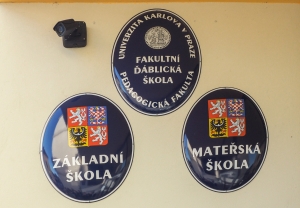 UNIVERZITA KARLOVA V PRAZE
FAKULTNÍ
ĎÁBLICKÁ
ŠKOLA
PEDAGOGICKÁ FAKULTA
ZÁKLADNÍ
ŠKOLA
MATEŘSKÁ
ŠKOLA